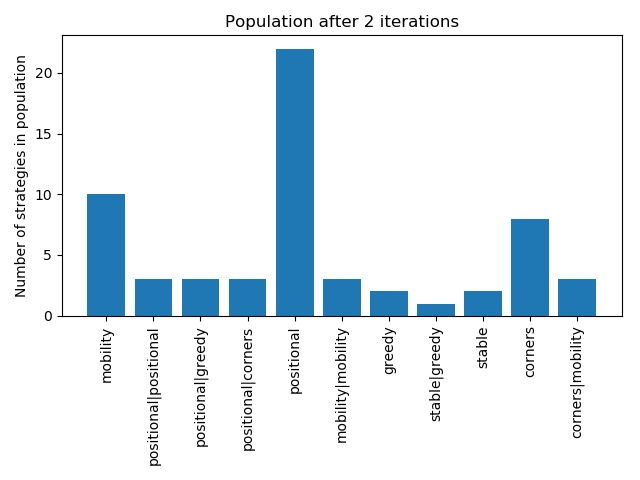 Population after 2 iterations
Number of strategies in population
20
15
10
5
0
mobility
positional|positional
positional|greedy
positional|corners
positional
mobility|mobility
greedy
stable|greedy
stable
corners
corners|mobility